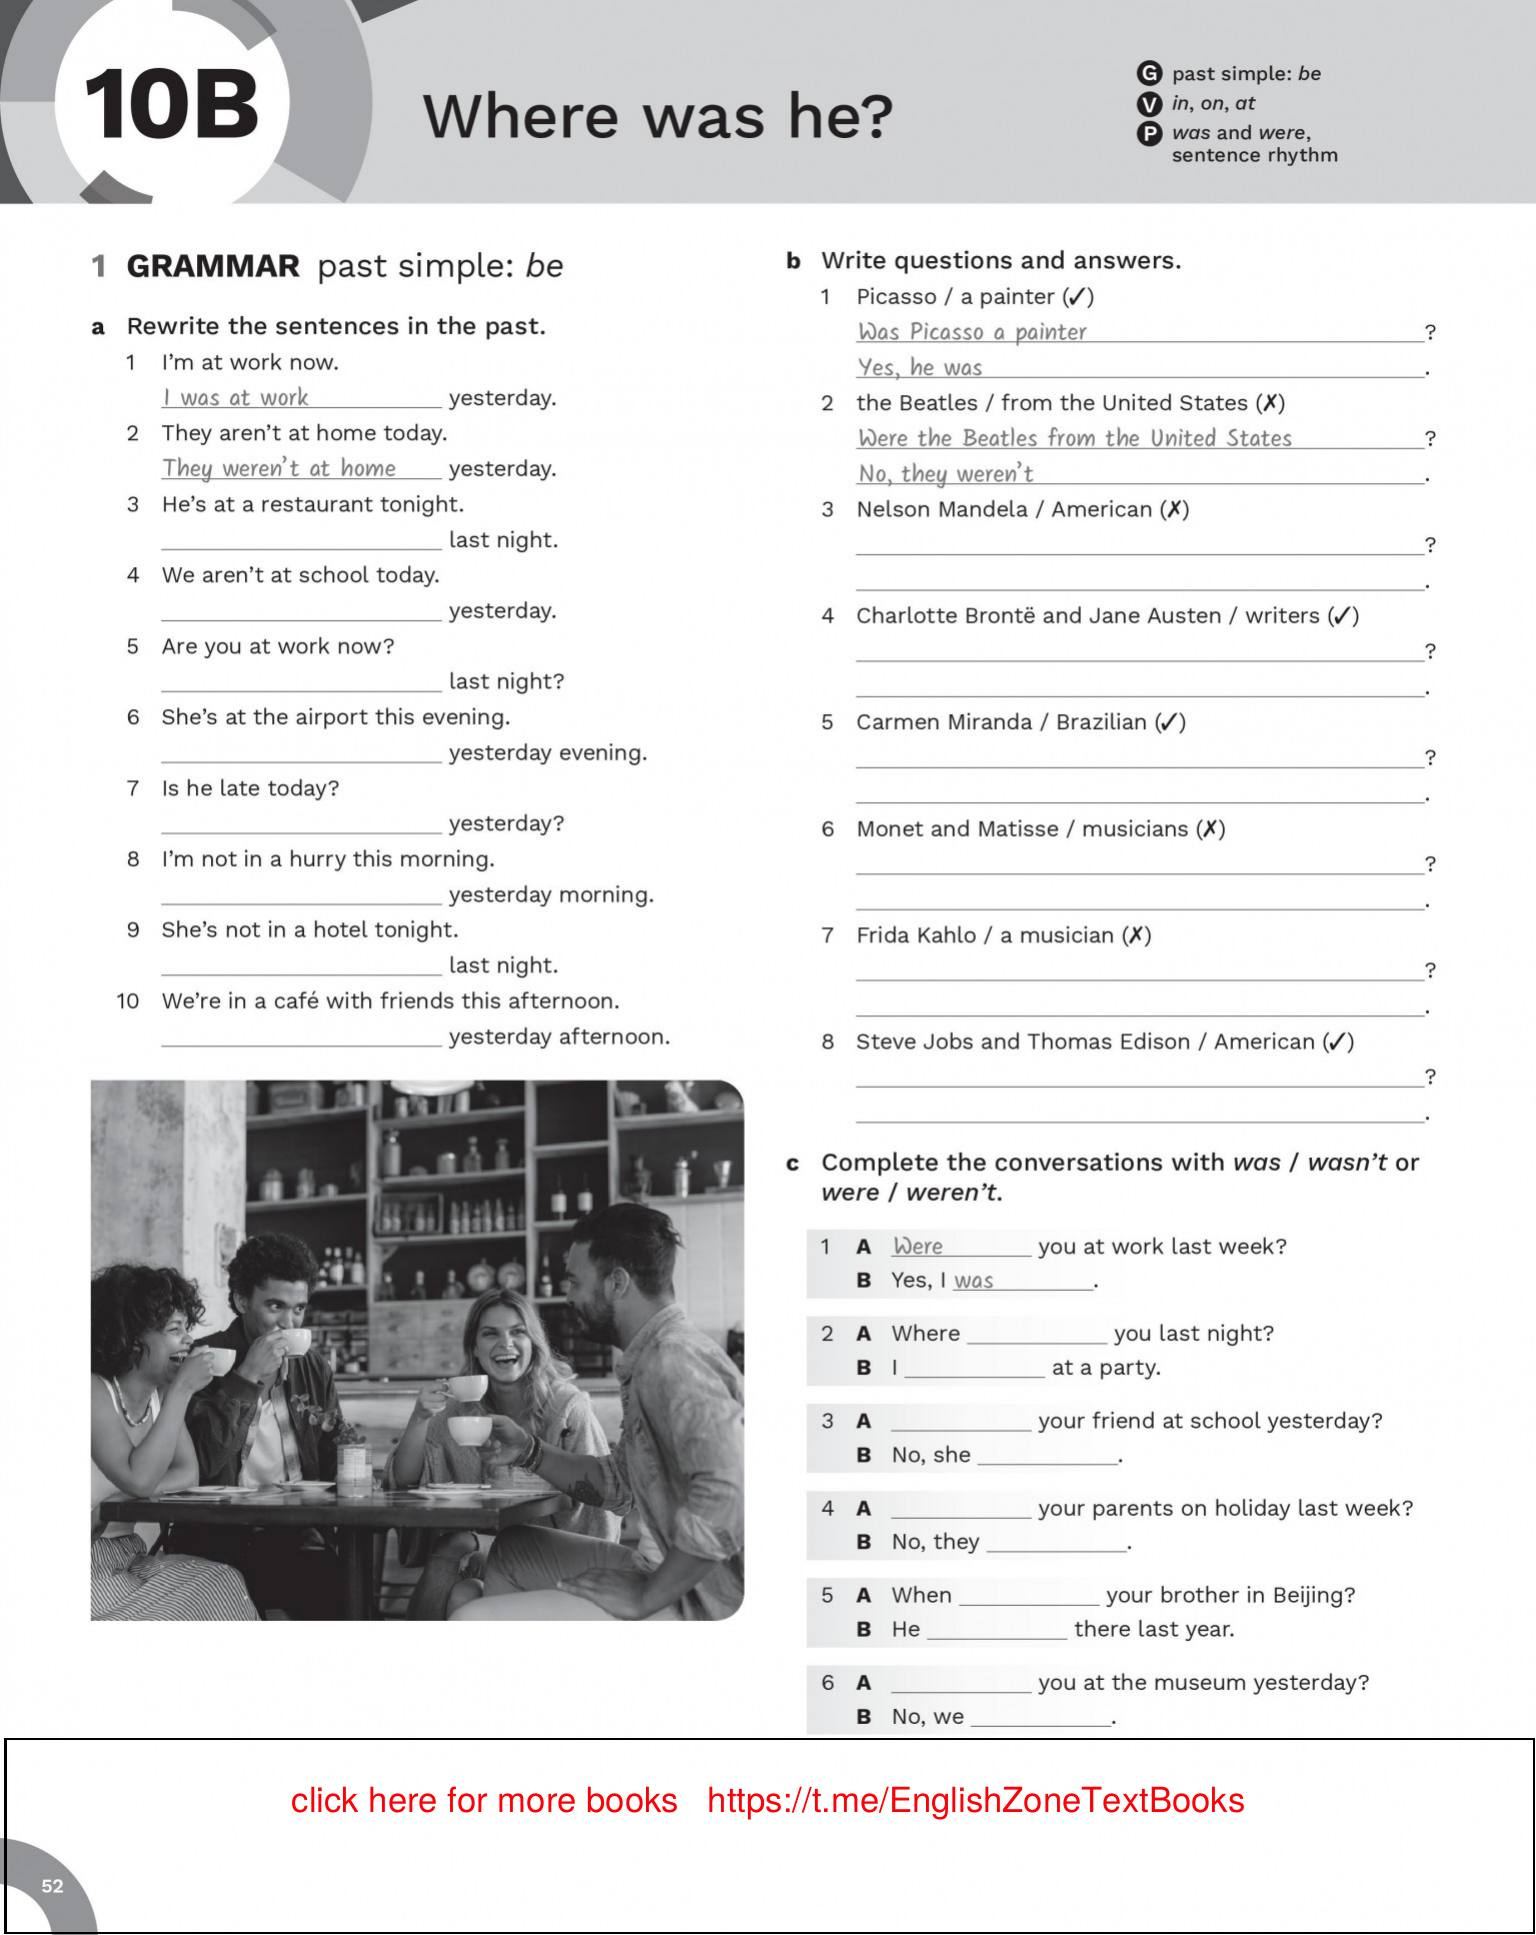 10B
Where was he?
G past simple: be
V in, on, at
P was and were,
sentence rhythm
1 GRAMMAR past simple: be
a Rewrite the sentences in the past.
1 I’m at work now.
I was at work yesterday.
2 They aren’t at home today.
They weren’t at home yesterday.
3 He’s at a restaurant tonight.
last night.
4 We aren’t at school today.
yesterday.
5 Are you at work now?
last night?
6 She’s at the airport this evening.
yesterday evening.
7 Is he late today?
yesterday?
8 I’m not in a hurry this morning.
yesterday morning.
9 She’s not in a hotel tonight.
last night.
10 We’re in a café with friends this afternoon.
yesterday afternoon.
b Write questions and answers.
1 Picasso / a painter (✓)
Was Picasso a painter ?
Yes, he was .
2 the Beatles / from the United States (✗)
Were the Beatles from the United States ?
No, they weren’t .
3 Nelson Mandela / American (✗)
?
.
4 Charlotte Brontë and Jane Austen / writers (✓)
?
.
5 Carmen Miranda / Brazilian (✓)
?
.
6 Monet and Matisse / musicians (✗)
?
.
7 Frida Kahlo / a musician (✗)
?
.
8 Steve Jobs and Thomas Edison / American (✓)
?
.
c Complete the conversations with was / wasn’t or
were / weren’t.
1 A Were you at work last week?
B Yes, I was .
2 A Where ____ you last night?
B I ____ at a party.
3 A ____ your friend at school yesterday?
B No, she ____.
4 A ____ your parents on holiday last week?
B No, they ____.
5 A When ____ your brother in Beijing?
B He ____ there last year.
6 A ____ you at the museum yesterday?
B No, we ____.
click here for more books https://t.me/EnglishZoneTextBooks
52